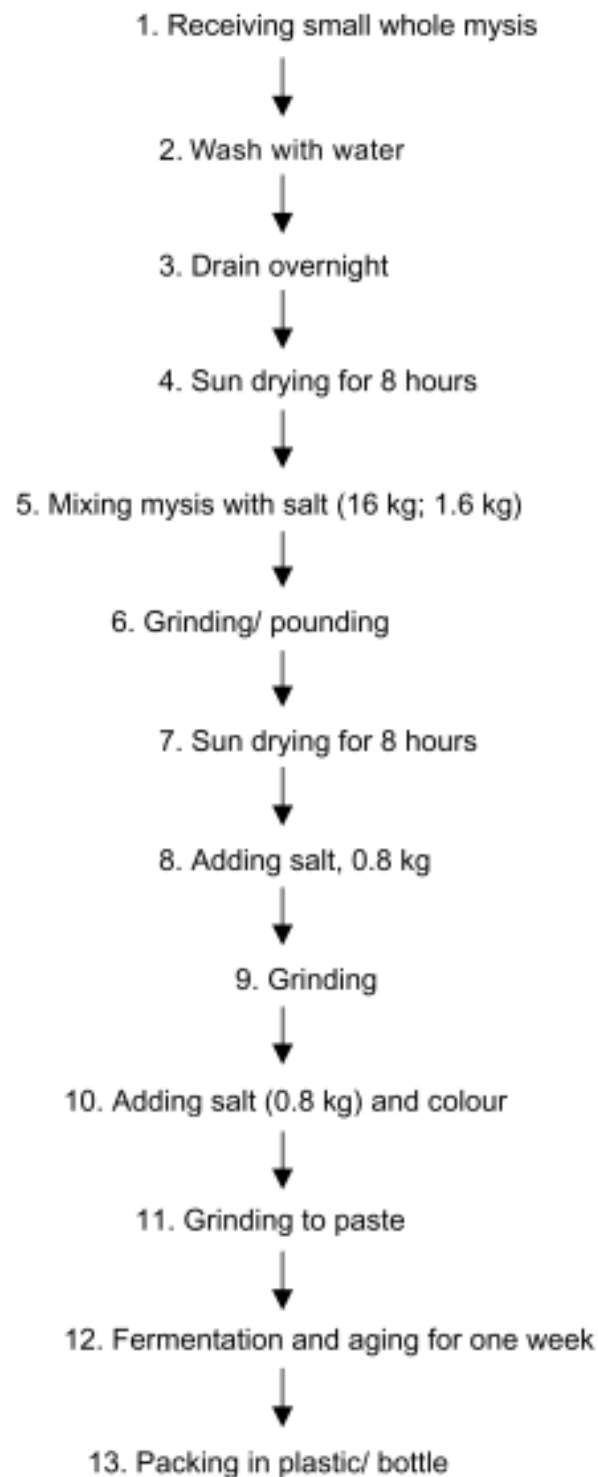 1. Receiving small whole mysis
2. Wash with water
3. Drain overnight
4. Sun drying for 8 hours
5. Mixing mysis with salt (16 kg; 1.6 kg)
6. Grinding/ pounding
7. Sun drying for 8 hours
8. Adding salt, 0.8 kg
9. Grinding
10. Adding salt (0.8 kg) and colour
11. Grinding to paste
12. Fermentation and aging for one week
13. Packing in plastic/ bottle